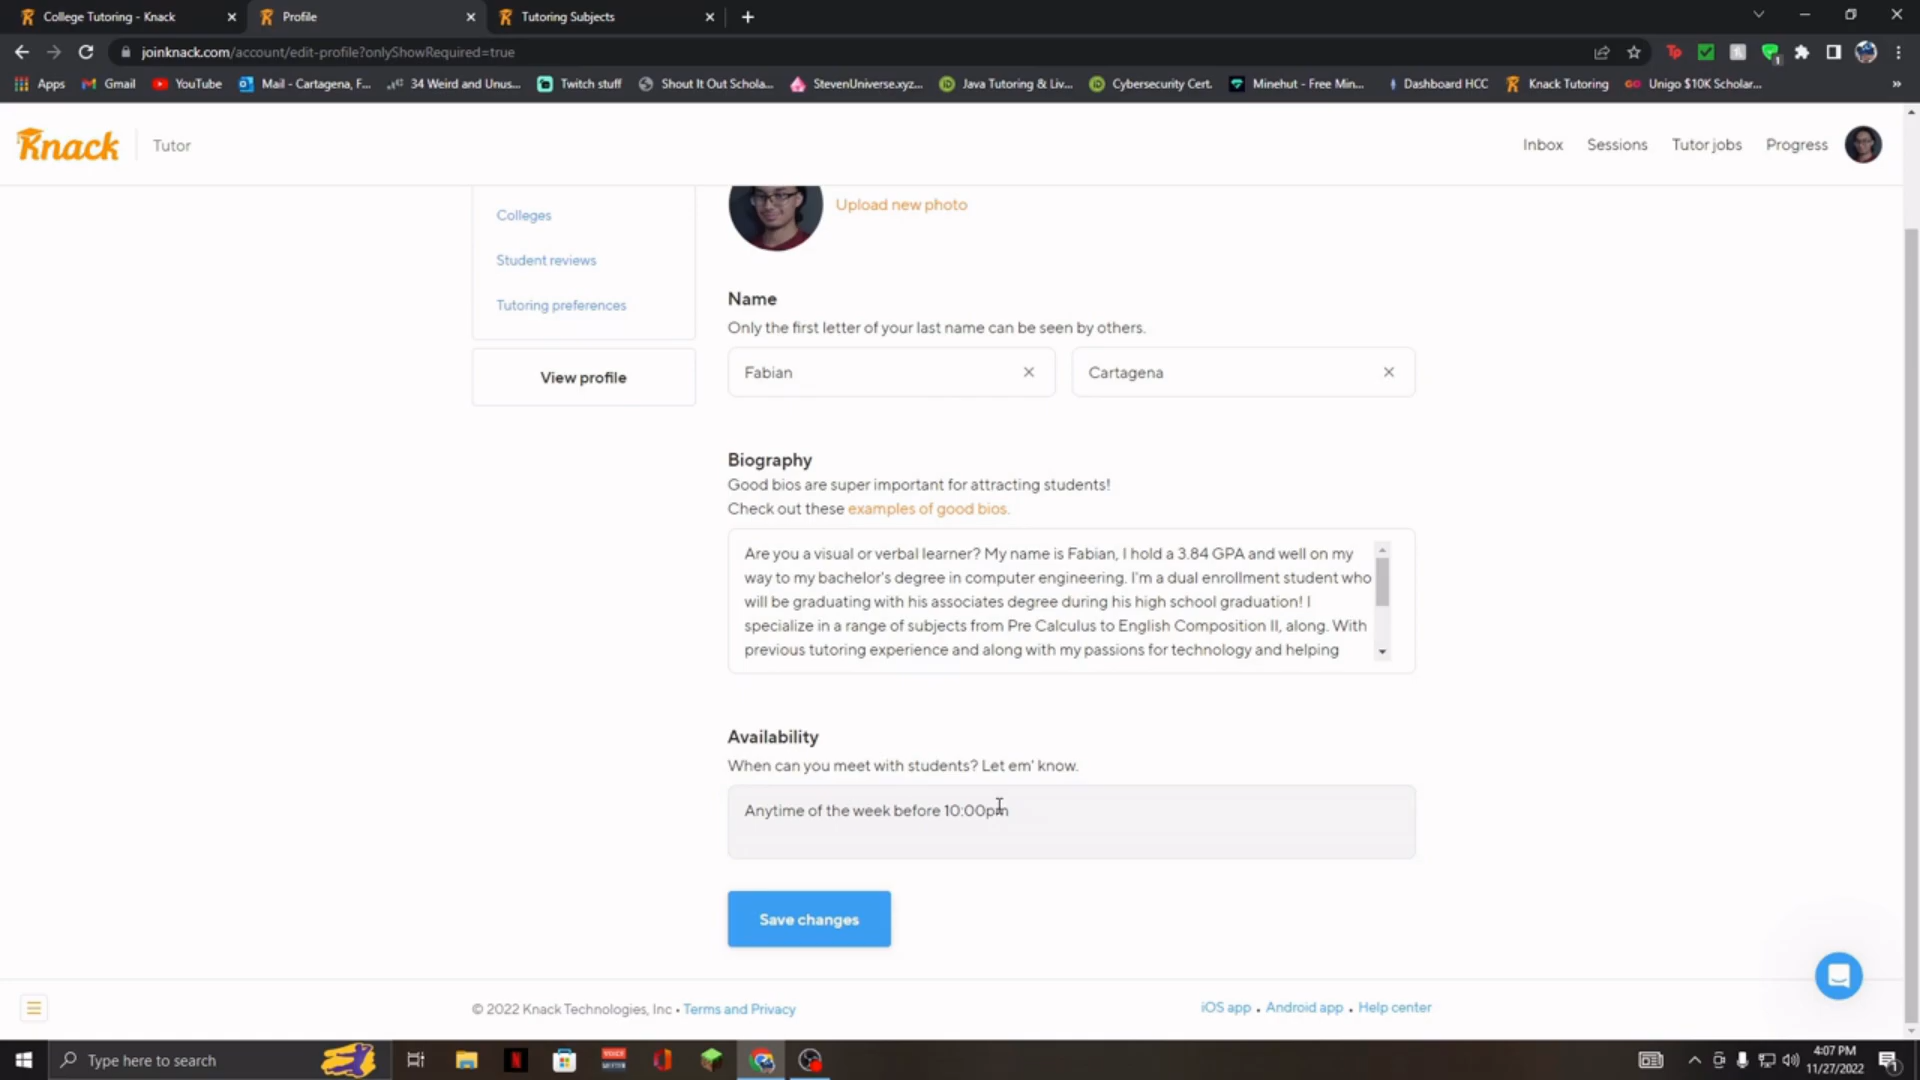 College Tutoring - Knack
Profile
Tutoring Subjects
joinknack.com/account/edit-profile?onlyShowRequired=true
Apps
Gmail
YouTube
Mail - Cartagena, F...
34 Weird and Unus...
Twitch stuff
Shout It Out Schola...
StevenUniverse.xyz...
Java Tutoring & Liv...
Cybersecurity Cert.
Minehut - Free Min...
Dashboard HCC
Knack Tutoring
Unigo $10K Scholar...
Knack
Tutor
Inbox
Sessions
Tutor jobs
Progress
Colleges
Student reviews
Tutoring preferences
View profile
Upload new photo
Name
Only the first letter of your last name can be seen by others.
Fabian
Cartagena
Biography
Good bios are super important for attracting students!
Check out these examples of good bios.
Are you a visual or verbal learner? My name is Fabian, I hold a 3.84 GPA and well on my
way to my bachelor's degree in computer engineering. I'm a dual enrollment student who
will be graduating with his associates degree during his high school graduation! I
specialize in a range of subjects from Pre Calculus to English Composition II, along. With
previous tutoring experience and along with my passions for technology and helping
Availability
When can you meet with students? Let em' know.
Anytime of the week before 10:00pm
Save changes
© 2022 Knack Technologies, Inc • Terms and Privacy
iOS app • Android app • Help center
Type here to search
4:07 PM
11/27/2022